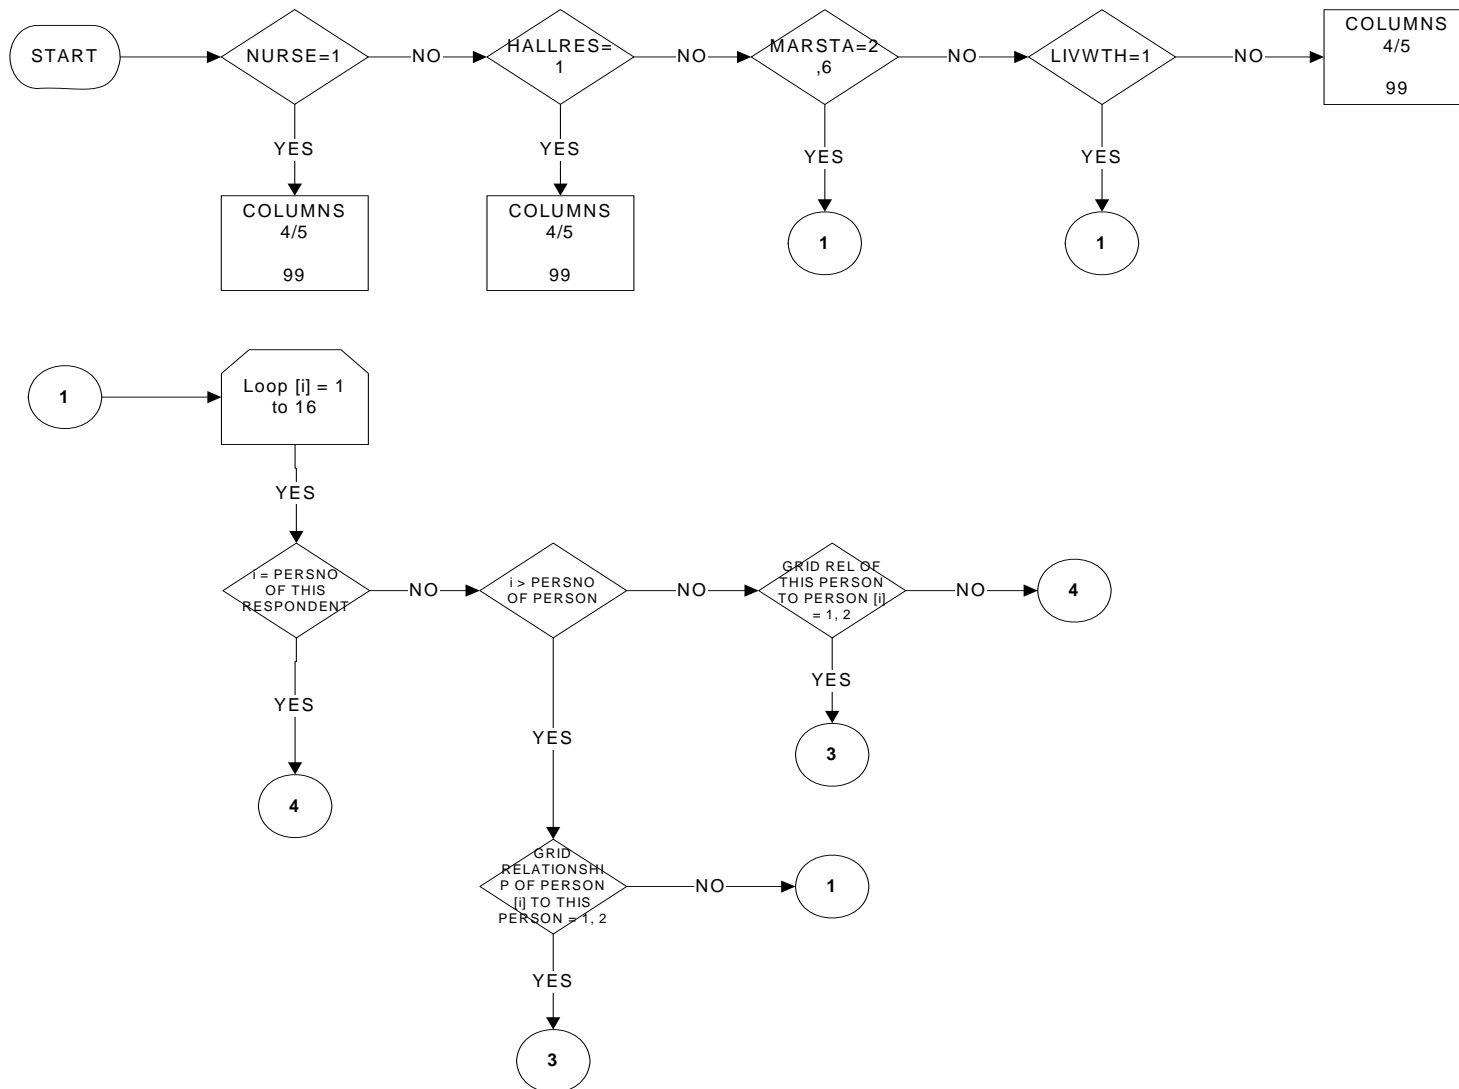 START
NURSE=1
NO
HALLRES=
1
NO
MARSTA=2
,6
NO
LIVWTH=1
NO
COLUMNS
4/5
99
YES
YES
YES
YES
COLUMNS
4/5
99
COLUMNS
4/5
99
1
1
1
Loop [i] = 1
to 16
YES
i = PERSNO
OF THIS
RESPONDENT
NO
i > PERSNO
OF PERSON
NO
GRID REL OF
THIS PERSON
TO PERSON [i]
= 1, 2
NO
4
YES
YES
YES
3
4
GRID
RELATIONSHI
P OF PERSON
[i] TO THIS
PERSON = 1, 2
NO
1
YES
3